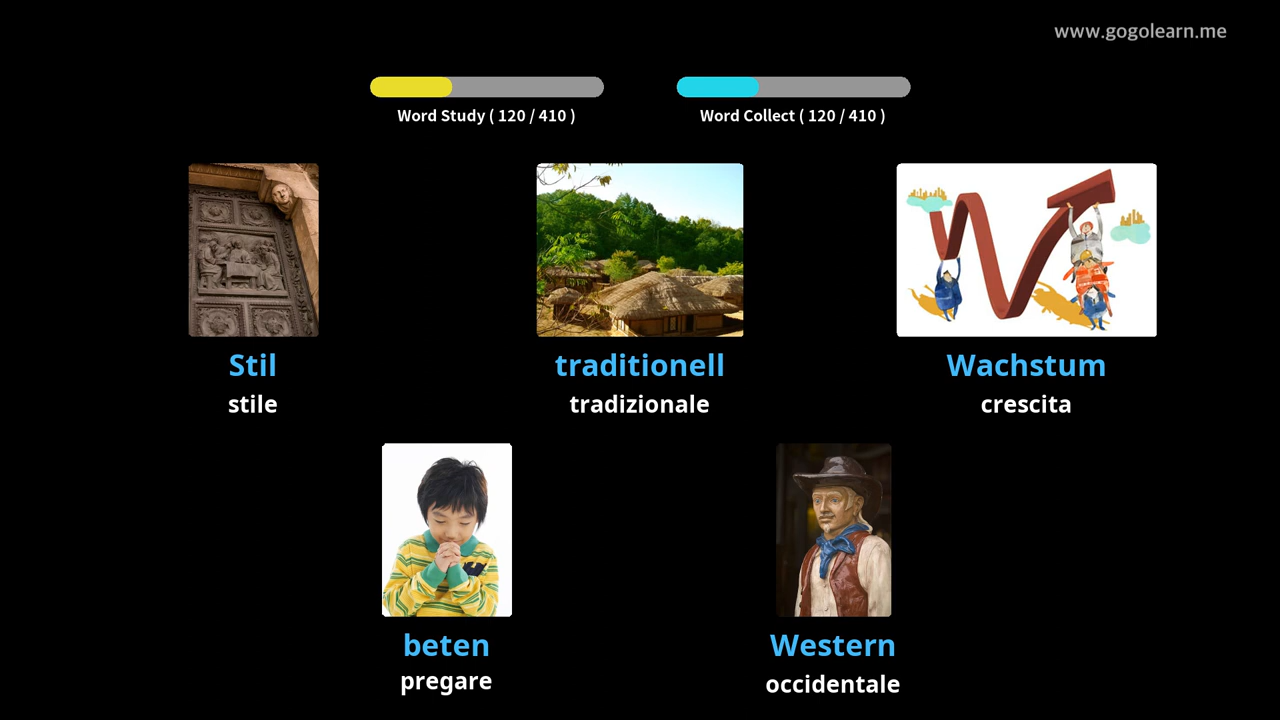 www.gogolearn.me
Word Study ( 120 / 410 )
Word Collect ( 120 / 410 )
Stil
stile
traditionell
tradizionale
Wachstum
crescita
beten
pregare
Western
occidentale